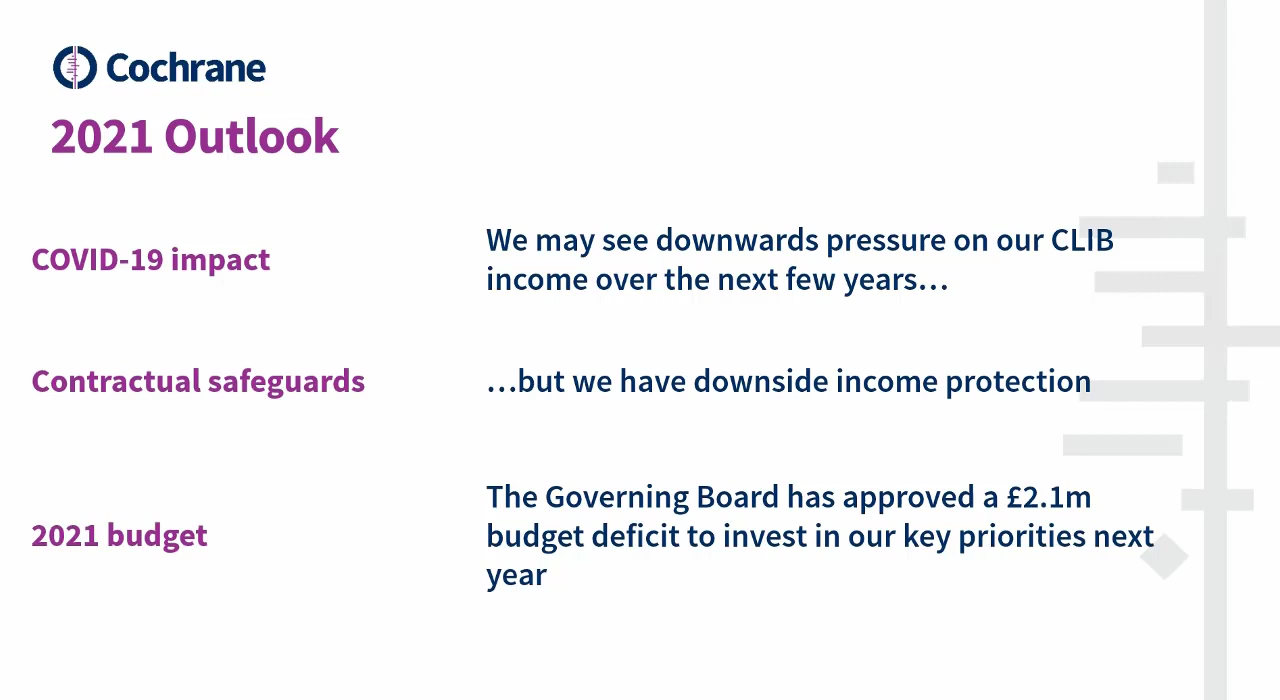 Cochrane
2021 Outlook
COVID-19 impact
We may see downwards pressure on our CLIB
income over the next few years…
Contractual safeguards
…but we have downside income protection
2021 budget
The Governing Board has approved a £2.1m
budget deficit to invest in our key priorities next
year